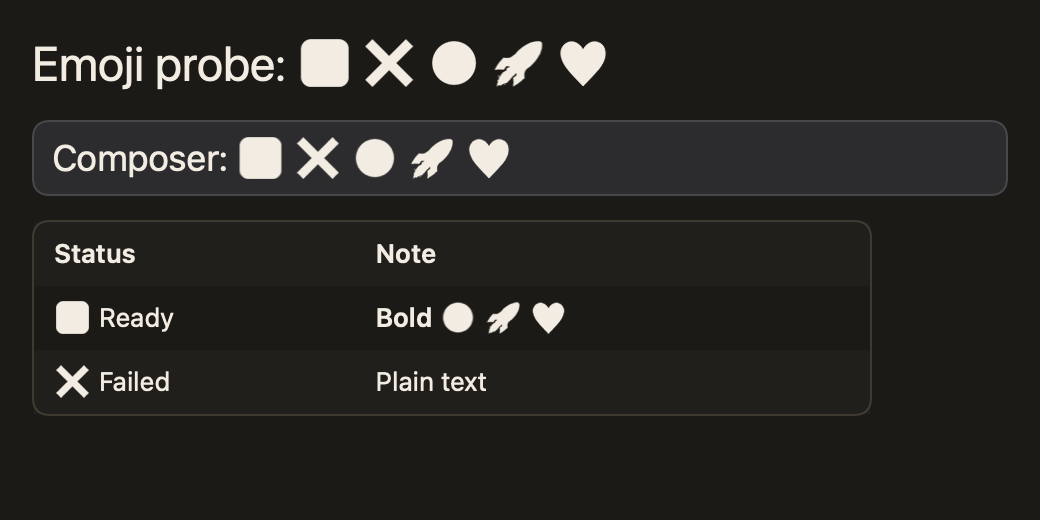 Emoji probe:
Composer:
Status Note
Ready Bold
Failed Plain text